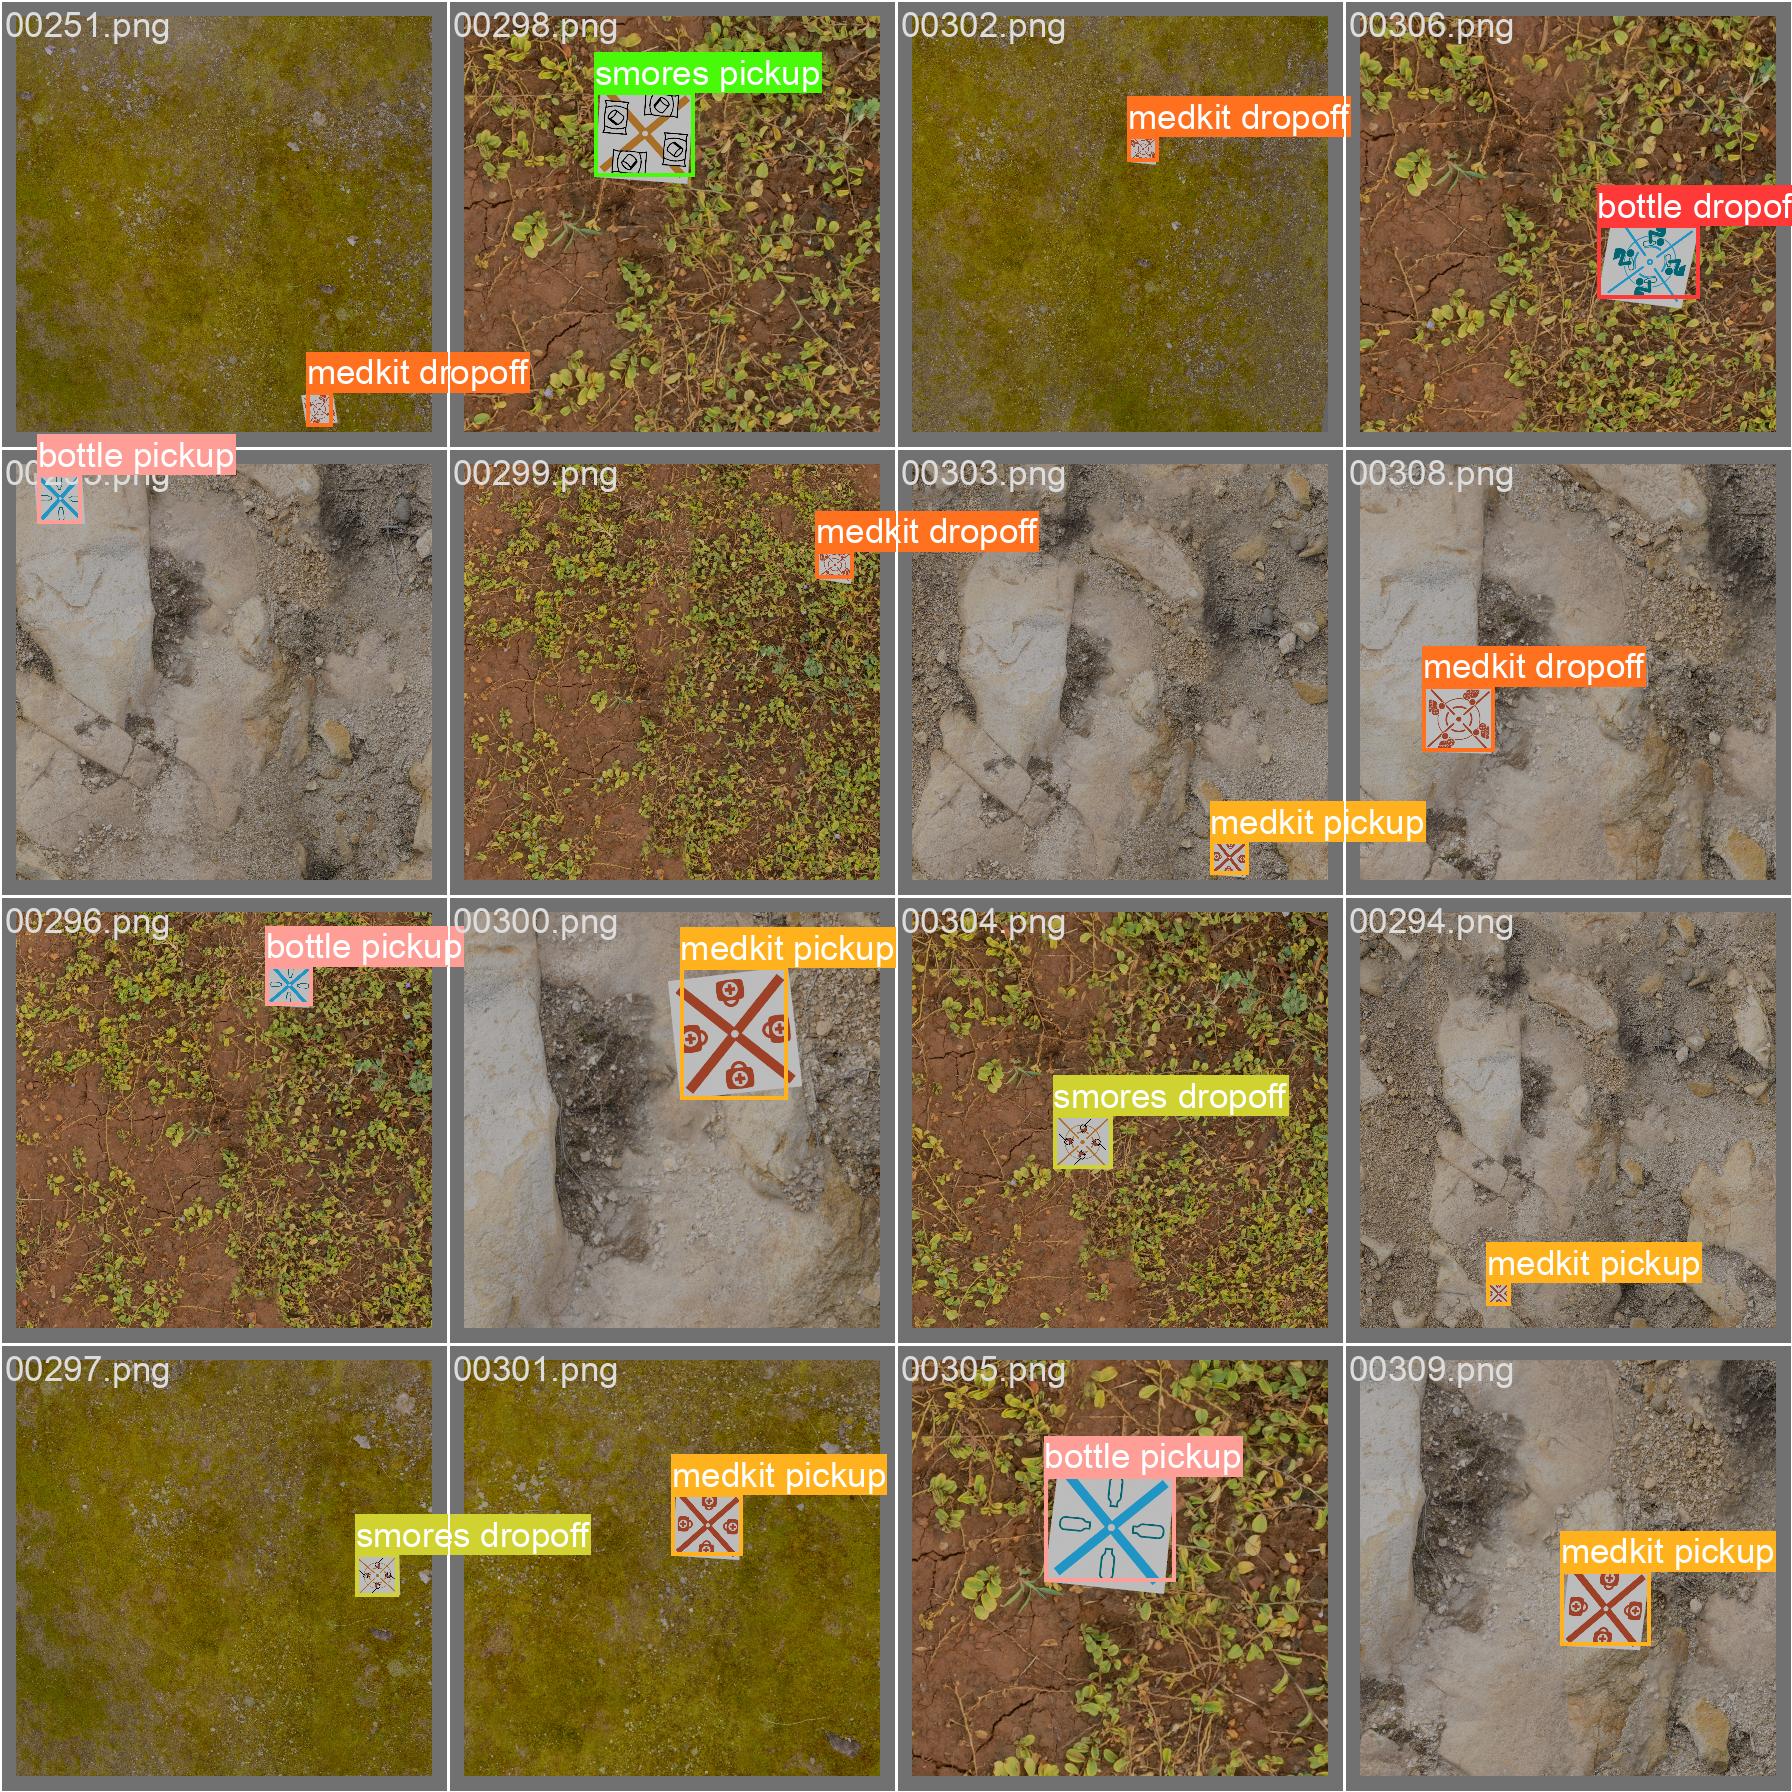 00251.png
medkit dropoff
00298.png
smores pickup
00302.png
medkit dropoff
00306.png
bottle dropof
bottle pickup
00299.png
medkit dropoff
00303.png
medkit pickup
00308.png
medkit dropoff
00296.png
bottle pickup
00300.png
medkit pickup
00304.png
smores dropoff
00294.png
medkit pickup
00297.png
smores dropoff
00301.png
medkit pickup
00305.png
bottle pickup
00309.png
medkit pickup